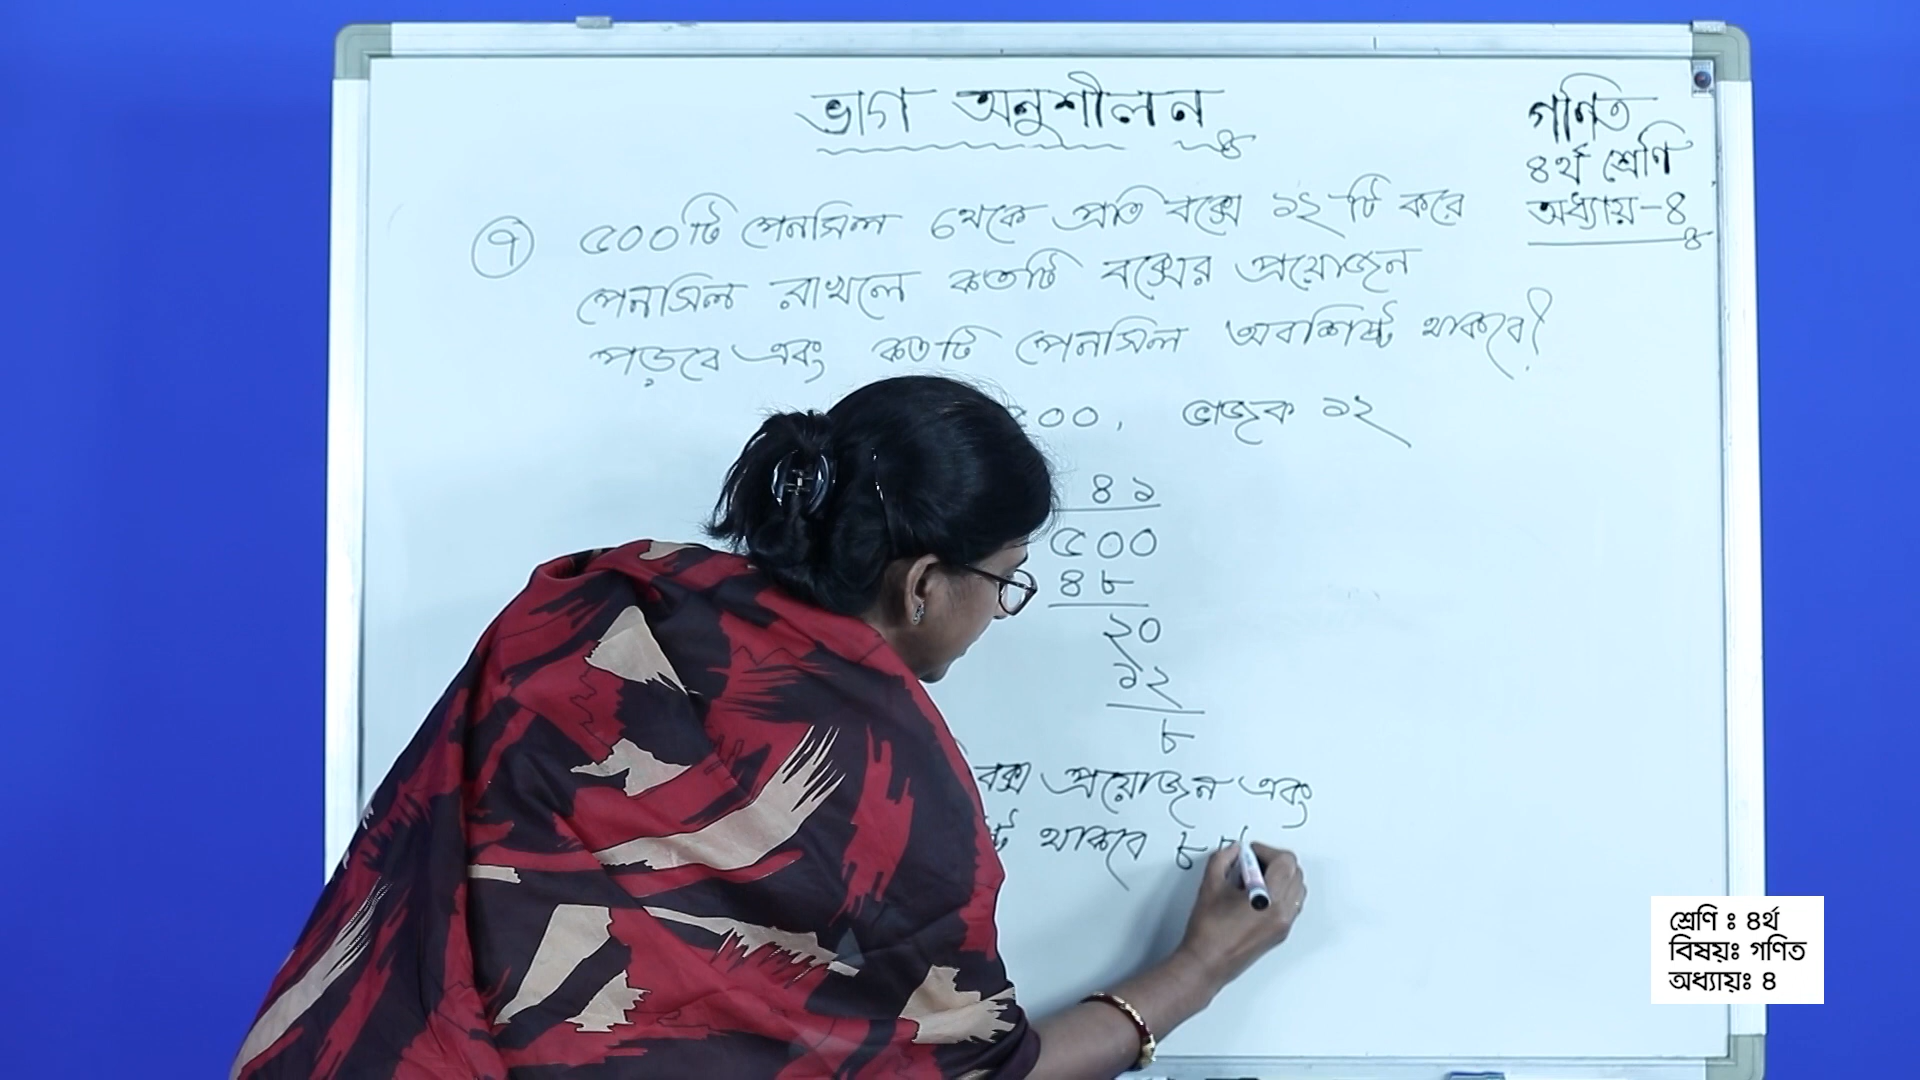 ভাগ অনুশীলন
গণিত
৪র্থ শ্রেণি
অধ্যায়-৪
৭ ৫০০টি পেনসিল থেকে প্রতি বক্সে ১২টি করে
পেনসিল রাখলে কতটি বক্সের প্রয়োজন
পড়বে এবং কতটি পেনসিল অবশিষ্ট থাকবে?
০০, ভাজক ১২
৪১
৫০০
৪৮
২০
১২
৮
বক্স প্রয়োজন এবং
থাকবে ৮
শ্রেণি ঃ ৪র্থ
বিষয়ঃ গণিত
অধ্যায়ঃ ৪